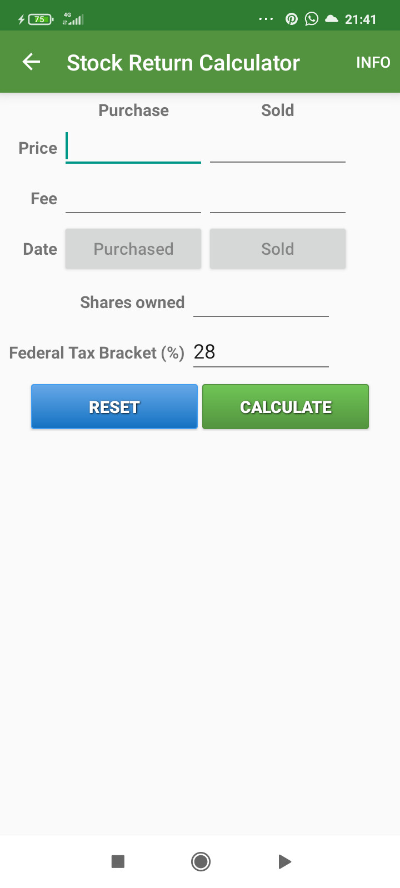 75 4G 21:41
Stock Return Calculator INFO
Purchase Sold
Price
Fee
Date Purchased Sold
Shares owned
Federal Tax Bracket (%) 28
RESET CALCULATE